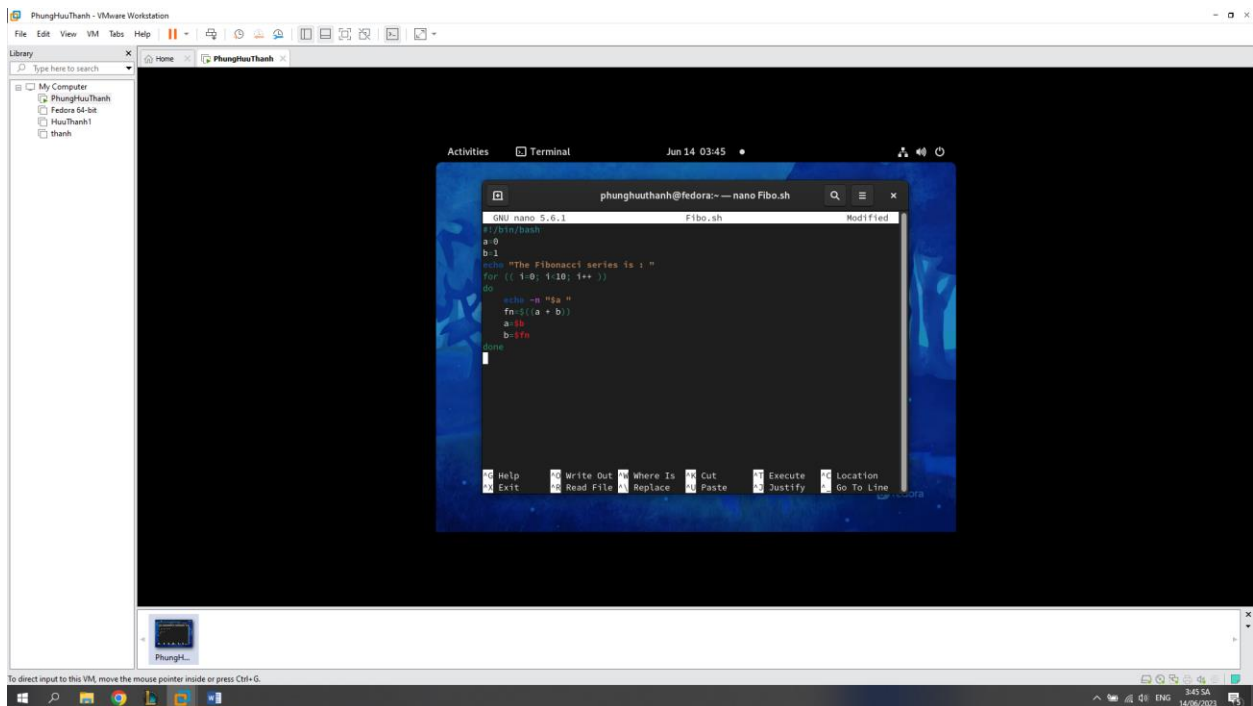 PhungHuuThanh - VMware Workstation
File Edit View VM Tabs Help
Library
Type here to search
My Computer
PhungHuuThanh
Fedora 64-bit
HuuThanh1
thanh
Home
PhungHuuThanh
Activities Terminal Jun 14 03:45
phunghuuthanh@fedora:~ — nano Fibo.sh
GNU nano 5.6.1 Fibo.sh Modified
#!/bin/bash
a=0
b=1
echo "The Fibonacci series is : "
for (( i=0; i<10; i++ ))
do
echo -n "$a "
fn=$((a + b))
a=$b
b=$fn
done
^G Help ^O Write Out ^W Where Is ^K Cut ^T Execute ^C Location
^X Exit ^R Read File ^\ Replace ^U Paste ^J Justify ^_ Go To Line
fedora
PhungH...
To direct input to this VM, move the mouse pointer inside or press Ctrl+G.
ENG
3:45 SA
14/06/2023